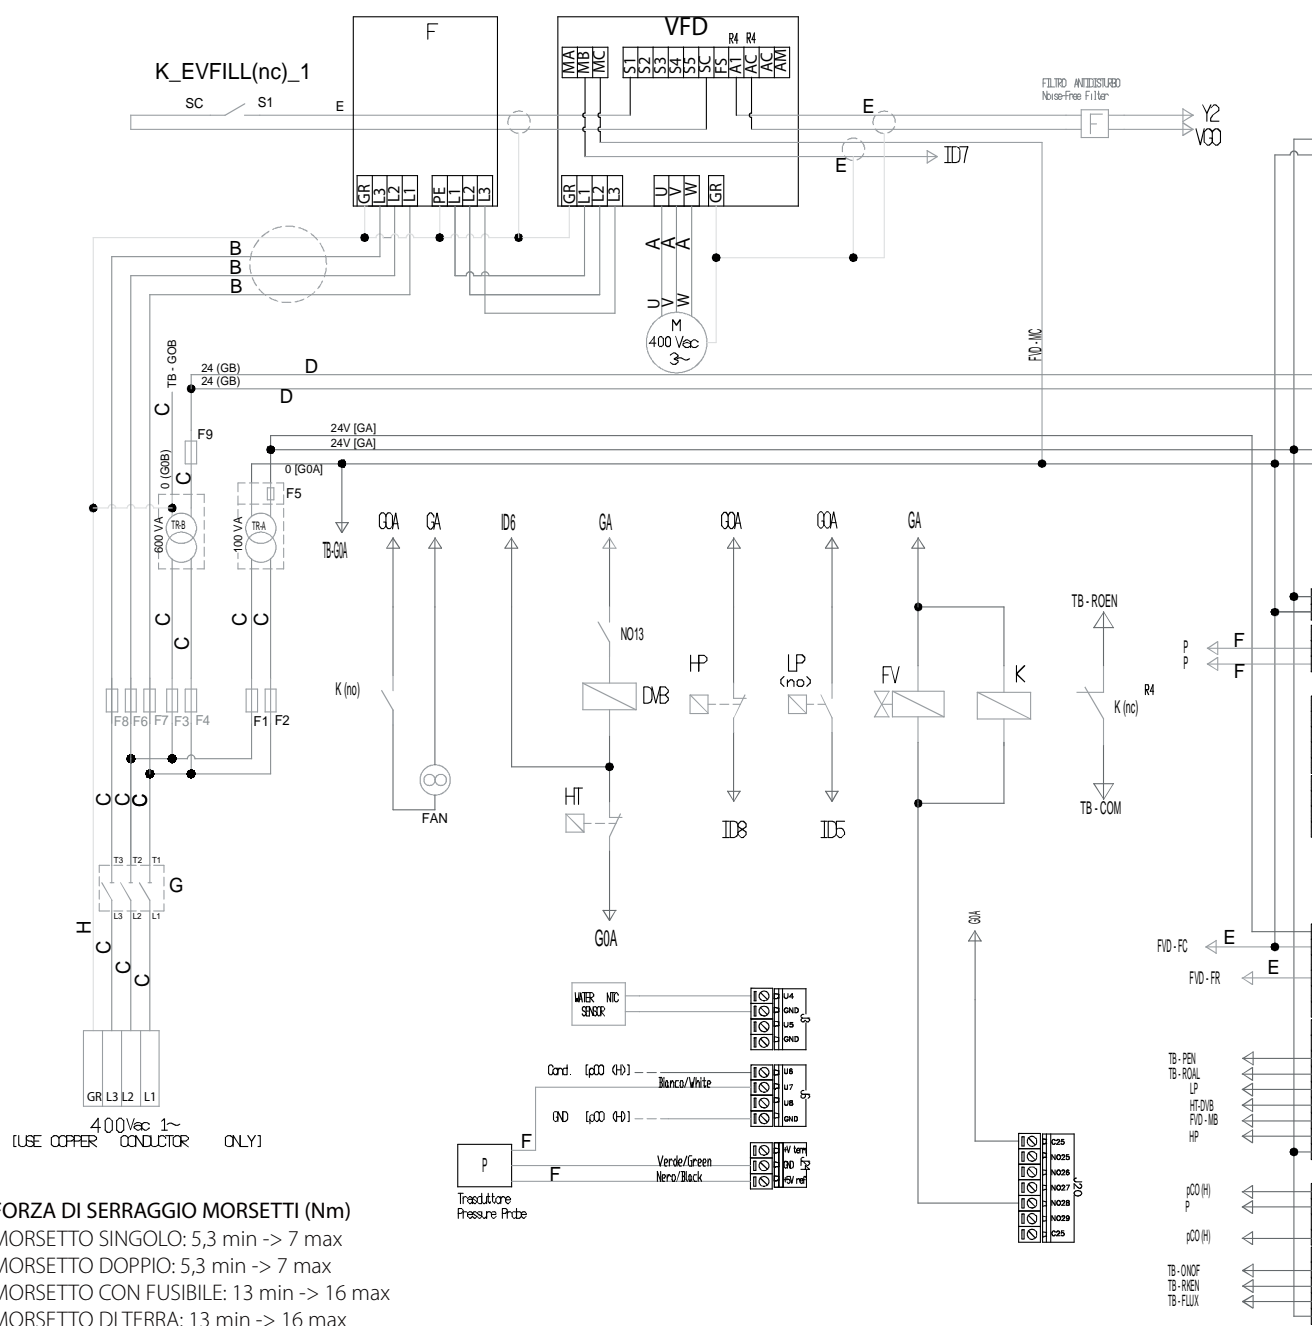 F
VFD
K_EVFILL(nc)_1
SC
S1
E
MA
MB
MC
S1
S2
S3
S4
S5
SC
FS
A1
AC
AC
AM
R4 R4
E
FILTRO ANTIDISTURBO
Noise-Free Filter
F
Y2
VG0
ID7
E
GR
L3
L2
L1
PE
L1
L2
L3
GR
L1
L2
L3
U
V
W
GR
B
B
B
A
A
A
U
V
W
M
400 Vac
3~
FVD - MC
TB - GOB
24 (GB)
24 (GB)
D
D
C
F9
24V [GA]
24V [GA]
0 (G0B)
C
0 [G0A]
F5
600 VA
TR-B
100 VA
TR-A
TB-G0A
G0A
GA
ID6
GA
G0A
G0A
GA
C
C
C
C
NO13
HP
LP
(no)
FV
K
TB - ROEN
P
P
F
F
K (no)
DVB
K (nc)
R4
F8
F6
F7
F3
F4
F1
F2
FAN
HT
ID8
ID5
TB - COM
C
C
C
T3
T2
T1
G
L3
L2
L1
H
C
C
C
G0A
G0A
FVD - FC
E
E
FVD - FR
WATER NTC
SENSOR
U4
GND
U5
GND
J3
Cond. [pCO (H)]
Bianco/White
GND [pCO (H)]
U6
U7
U8
GND
F
P
Verde/Green
Nero/Black
F
+V term
GND
+5V ref
Trasduttore
Pressure Probe
C25
NO25
NO26
NO27
NO28
NO29
C25
J20
TB - PEN
TB - ROAL
LP
HT-DVB
FVD - MB
HP
pCO (H)
P
pCO (H)
TB - ONOF
TB - RKEN
TB - FLUX
GR
L3
L2
L1
400Vac 1~
[USE COPPER CONDUCTOR ONLY]
FORZA DI SERRAGGIO MORSETTI (Nm)
MORSETTO SINGOLO: 5,3 min -> 7 max
MORSETTO DOPPIO: 5,3 min -> 7 max
MORSETTO CON FUSIBILE: 13 min -> 16 max
MORSETTO DI TERRA: 13 min -> 16 max